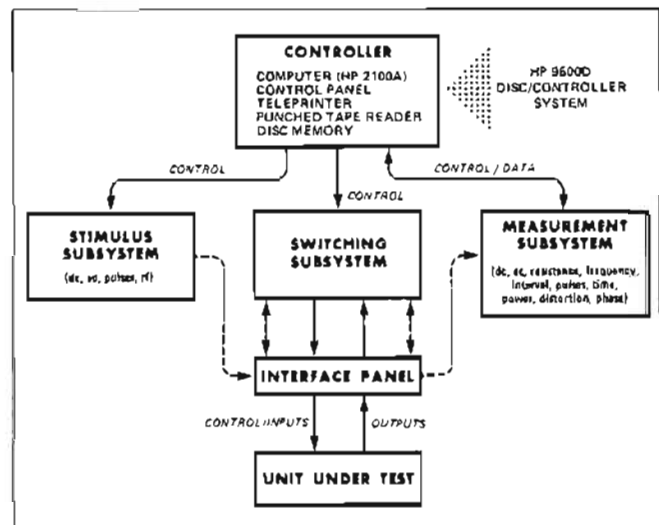 CONTROLLER
COMPUTER (HP 2100A)
CONTROL PANEL
TELEPRINTER
PUNCHED TAPE READER
DISC MEMORY
HP 9600D
DISC/CONTROLLER
SYSTEM
CONTROL
CONTROL
CONTROL / DATA
STIMULUS
SUBSYSTEM
(dc, ac, pulses, rf)
SWITCHING
SUBSYSTEM
MEASUREMENT
SUBSYSTEM
(dc, ac, resistance, frequency,
interval, pulses, time,
power, distortion, phase)
INTERFACE PANEL
CONTROL/INPUTS
OUTPUTS
UNIT UNDER TEST